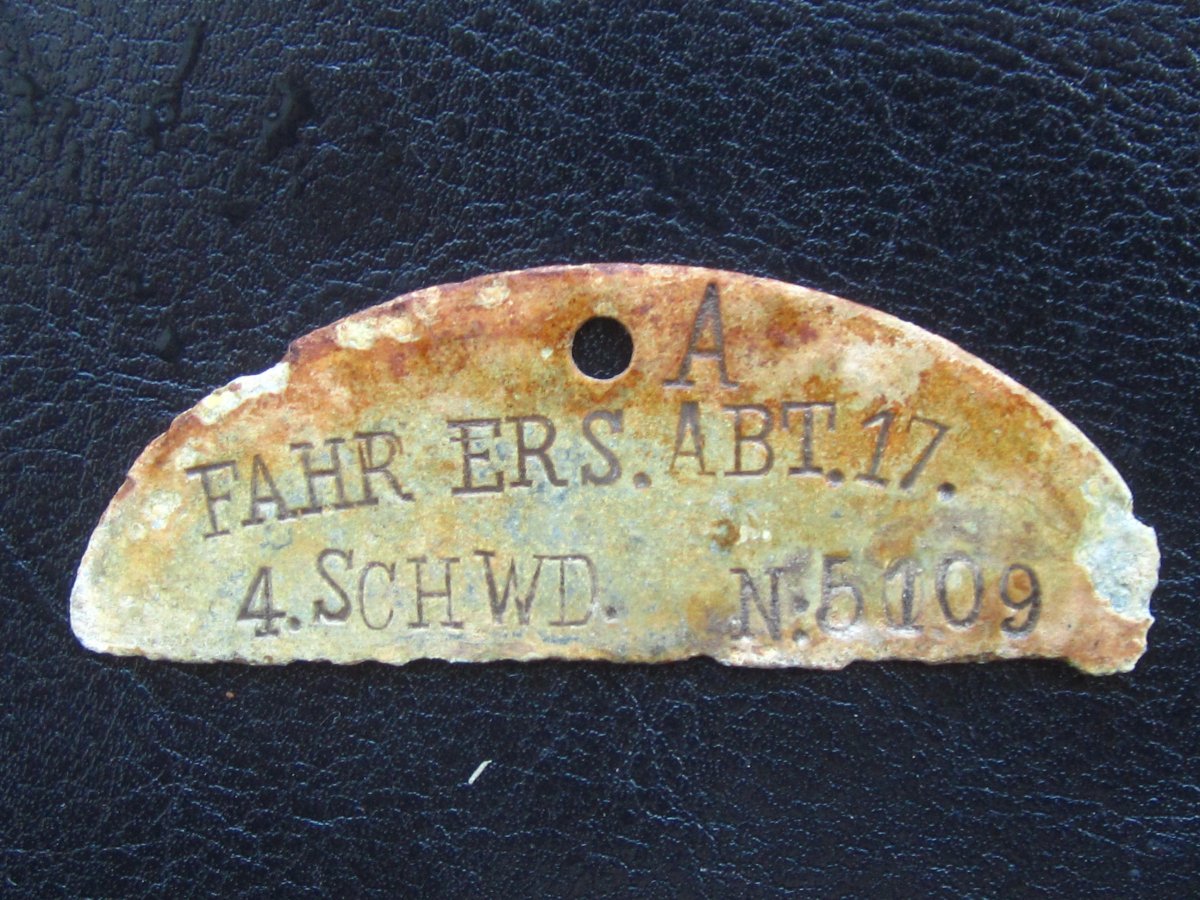 A
FAHR ERS. ABT. 17.
4. SCHWD. N: 5109